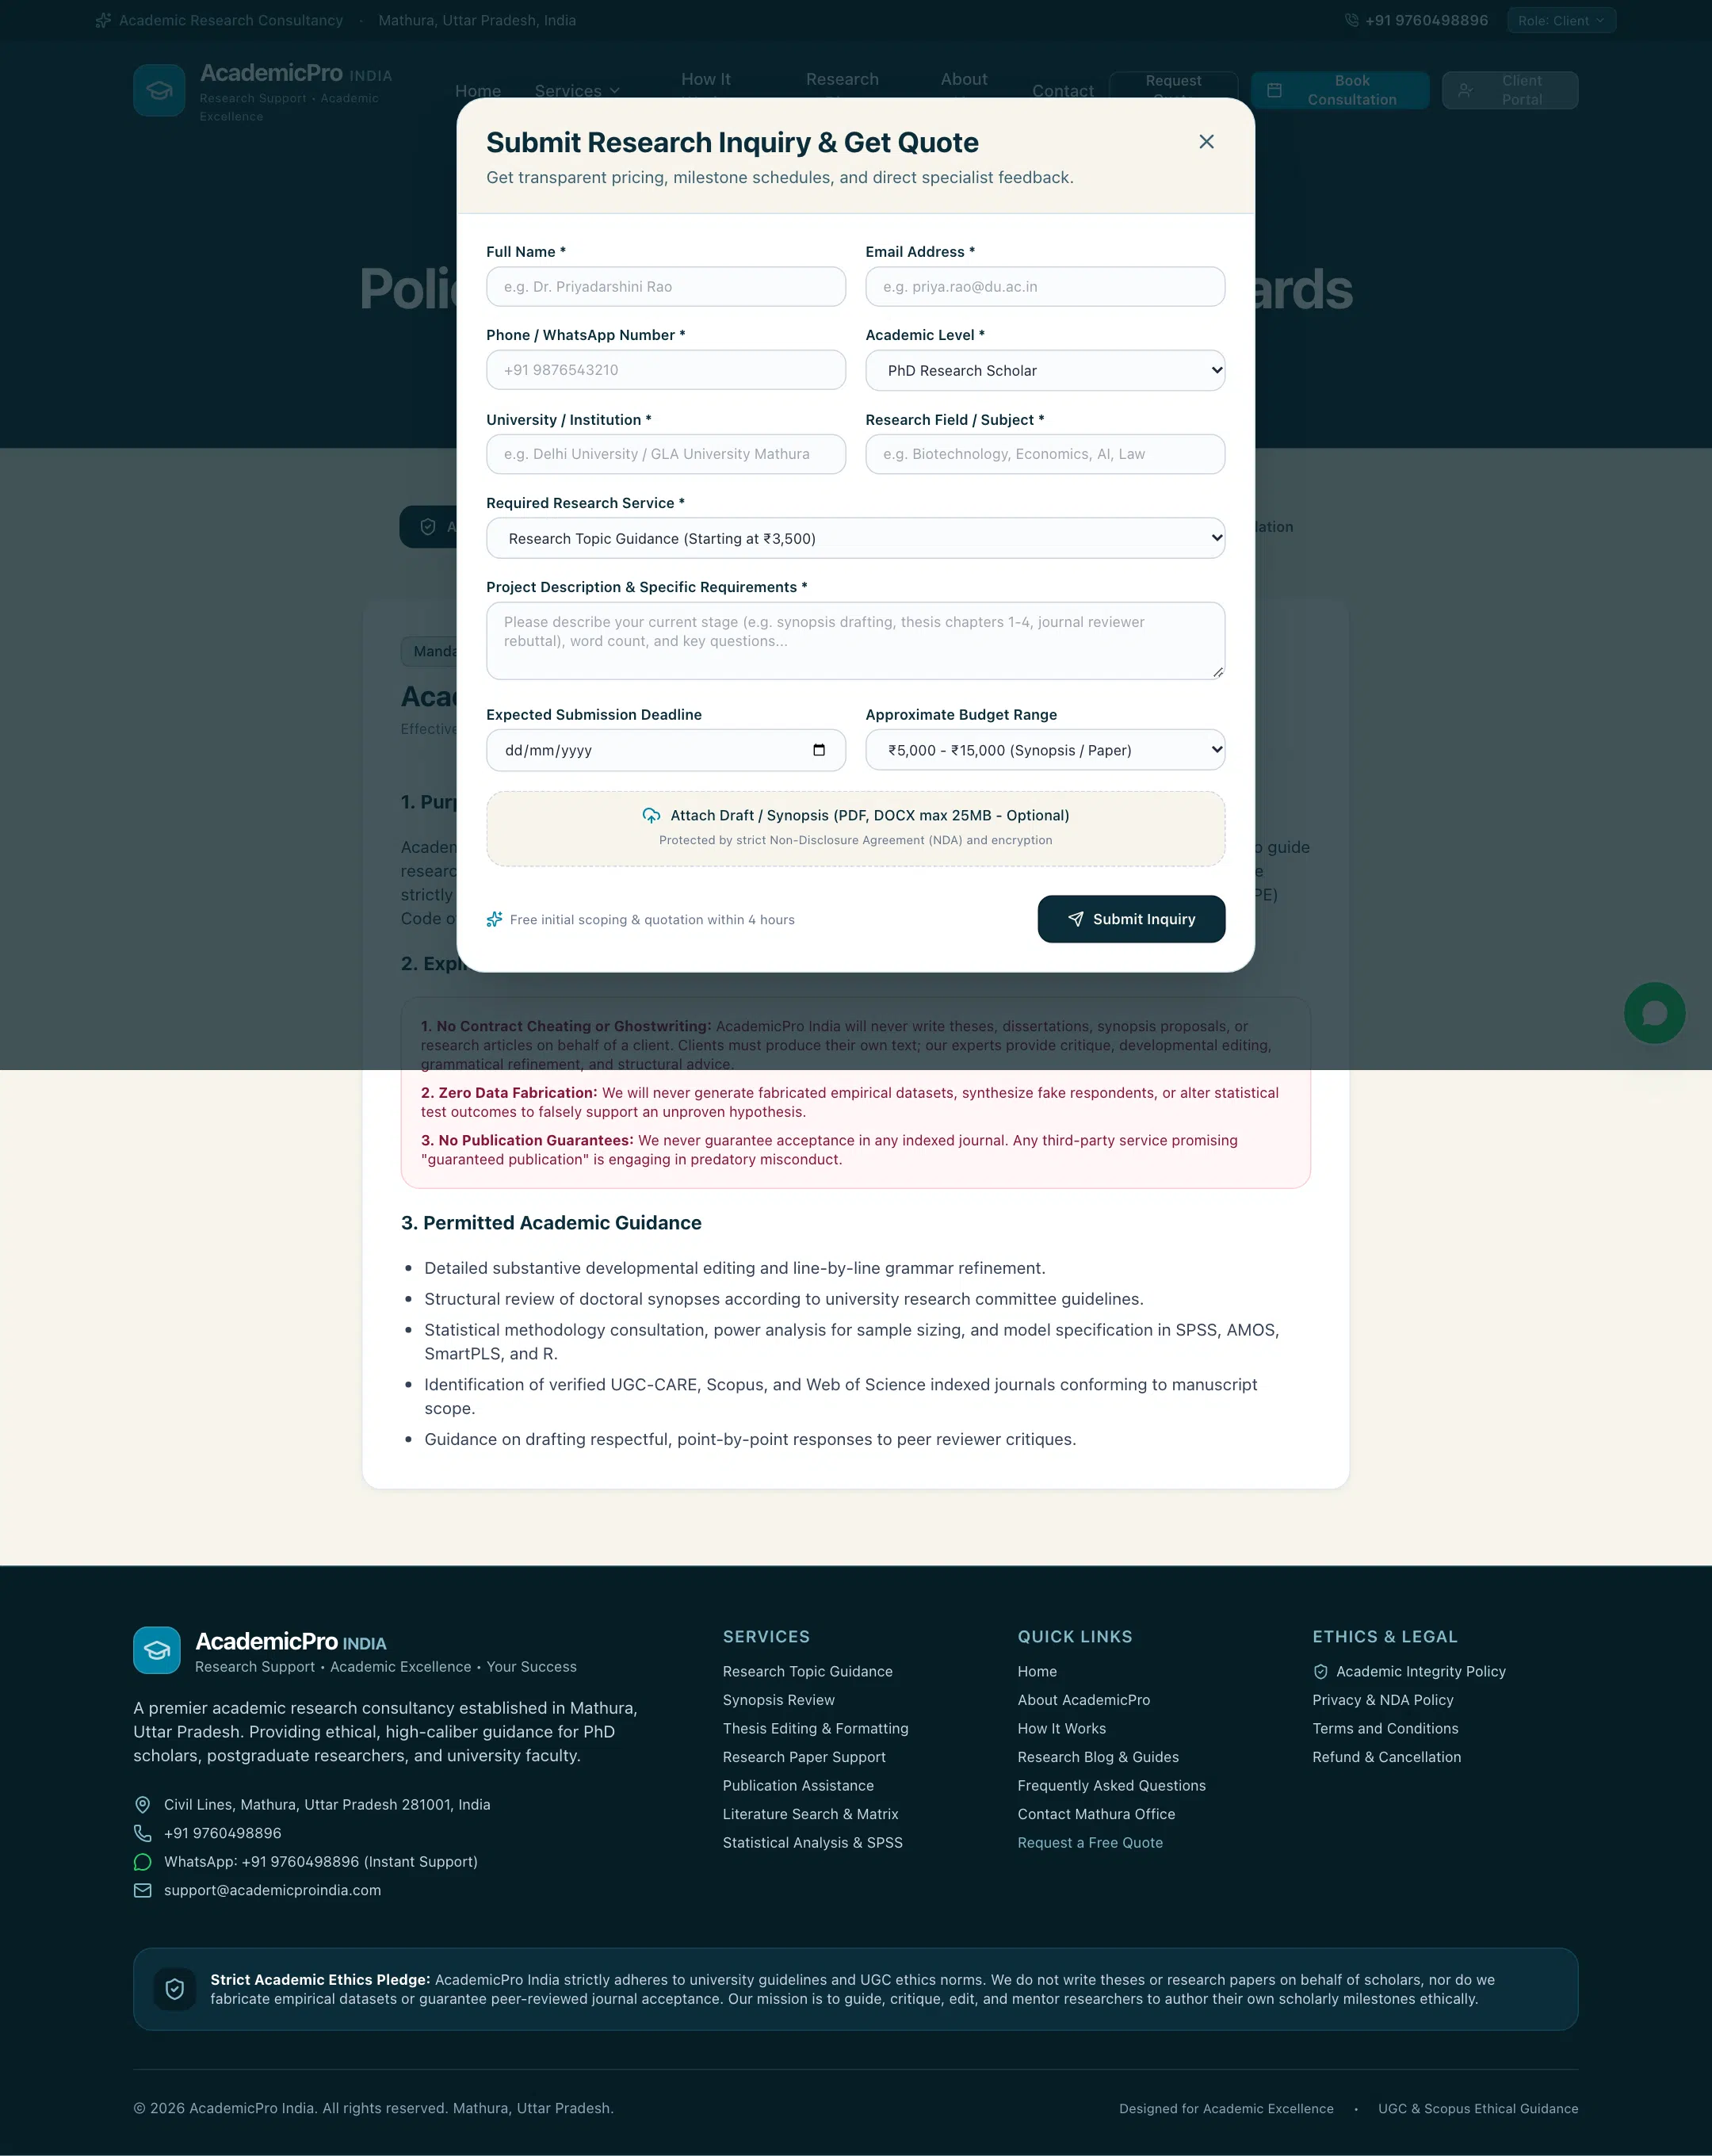 Academic Research Consultancy • Mathura, Uttar Pradesh, India
+91 9760498896
Role: Client
AcademicPro INDIA
Research Support • Academic
Excellence
Home
Services
How It
Research
About
Contact
Request
Book
Consultation
Client
Portal
Submit Research Inquiry & Get Quote
Get transparent pricing, milestone schedules, and direct specialist feedback.
Full Name *
e.g. Dr. Priyadarshini Rao
Email Address *
e.g. priya.rao@du.ac.in
Phone / WhatsApp Number *
+91 9876543210
Academic Level *
PhD Research Scholar
University / Institution *
e.g. Delhi University / GLA University Mathura
Research Field / Subject *
e.g. Biotechnology, Economics, AI, Law
Required Research Service *
Research Topic Guidance (Starting at ₹3,500)
Project Description & Specific Requirements *
Please describe your current stage (e.g. synopsis drafting, thesis chapters 1-4, journal reviewer
rebuttal), word count, and key questions...
Expected Submission Deadline
dd/mm/yyyy
Approximate Budget Range
₹5,000 - ₹15,000 (Synopsis / Paper)
Attach Draft / Synopsis (PDF, DOCX max 25MB - Optional)
Protected by strict Non-Disclosure Agreement (NDA) and encryption
Free initial scoping & quotation within 4 hours
Submit Inquiry
Effective
guide
strictly
Code
1. No Contract Cheating or Ghostwriting: AcademicPro India will never write theses, dissertations, synopsis proposals, or
research articles on behalf of a client. Clients must produce their own text; our experts provide critique, developmental editing,
grammatical refinement, and structural advice.
2. Zero Data Fabrication: We will never generate fabricated empirical datasets, synthesize fake respondents, or alter statistical
test outcomes to falsely support an unproven hypothesis.
3. No Publication Guarantees: We never guarantee acceptance in any indexed journal. Any third-party service promising
"guaranteed publication" is engaging in predatory misconduct.
3. Permitted Academic Guidance
• Detailed substantive developmental editing and line-by-line grammar refinement.
• Structural review of doctoral synopses according to university research committee guidelines.
• Statistical methodology consultation, power analysis for sample sizing, and model specification in SPSS, AMOS,
SmartPLS, and R.
• Identification of verified UGC-CARE, Scopus, and Web of Science indexed journals conforming to manuscript
scope.
• Guidance on drafting respectful, point-by-point responses to peer reviewer critiques.
AcademicPro INDIA
Research Support • Academic Excellence • Your Success
A premier academic research consultancy established in Mathura,
Uttar Pradesh. Providing ethical, high-caliber guidance for PhD
scholars, postgraduate researchers, and university faculty.
Civil Lines, Mathura, Uttar Pradesh 281001, India
+91 9760498896
WhatsApp: +91 9760498896 (Instant Support)
support@academicproindia.com
SERVICES
Research Topic Guidance
Synopsis Review
Thesis Editing & Formatting
Research Paper Support
Publication Assistance
Literature Search & Matrix
Statistical Analysis & SPSS
QUICK LINKS
Home
About AcademicPro
How It Works
Research Blog & Guides
Frequently Asked Questions
Contact Mathura Office
Request a Free Quote
ETHICS & LEGAL
Academic Integrity Policy
Privacy & NDA Policy
Terms and Conditions
Refund & Cancellation
Strict Academic Ethics Pledge: AcademicPro India strictly adheres to university guidelines and UGC ethics norms. We do not write theses or research papers on behalf of scholars, nor do we
fabricate empirical datasets or guarantee peer-reviewed journal acceptance. Our mission is to guide, critique, edit, and mentor researchers to author their own scholarly milestones ethically.
© 2026 AcademicPro India. All rights reserved. Mathura, Uttar Pradesh.
Designed for Academic Excellence • UGC & Scopus Ethical Guidance